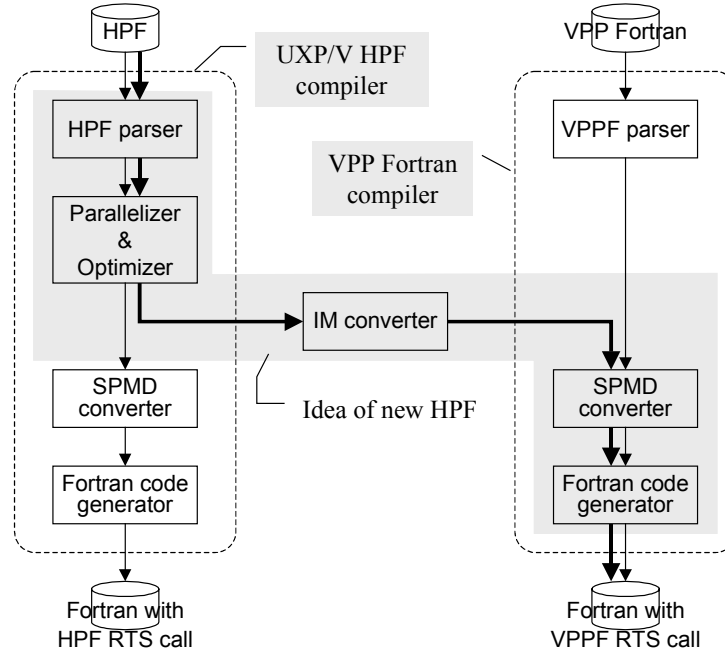 HPF
VPP Fortran
UXP/V HPF
compiler
HPF parser
VPPF parser
VPP Fortran
compiler
Parallelizer
&
Optimizer
IM converter
SPMD
converter
Idea of new HPF
SPMD
converter
Fortran code
generator
Fortran code
generator
Fortran with
HPF RTS call
Fortran with
VPPF RTS call